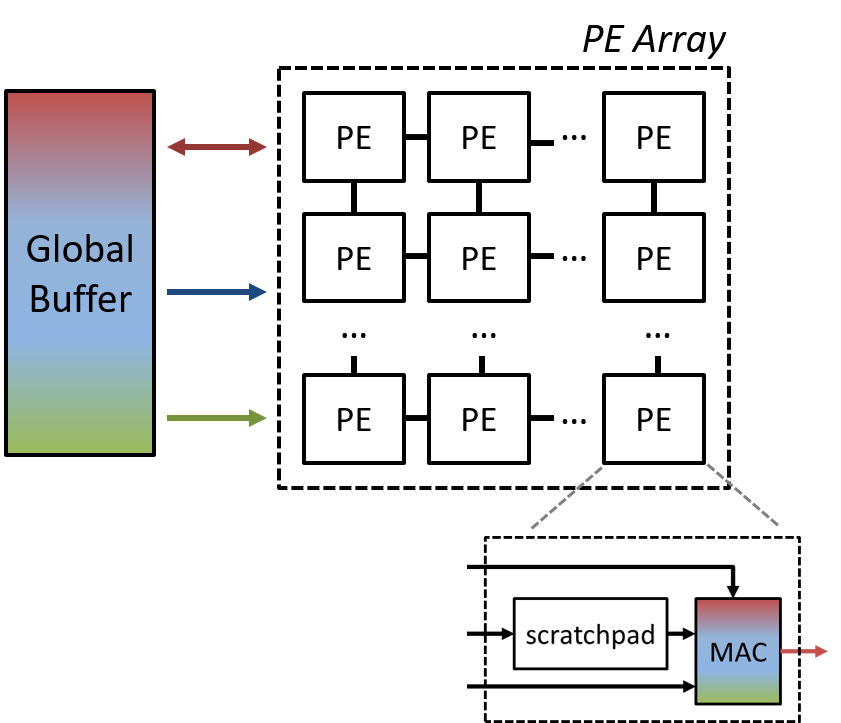 PE Array
PE PE ... PE
Global
Buffer
PE PE ... PE
... ... ...
PE PE ... PE
scratchpad
MAC